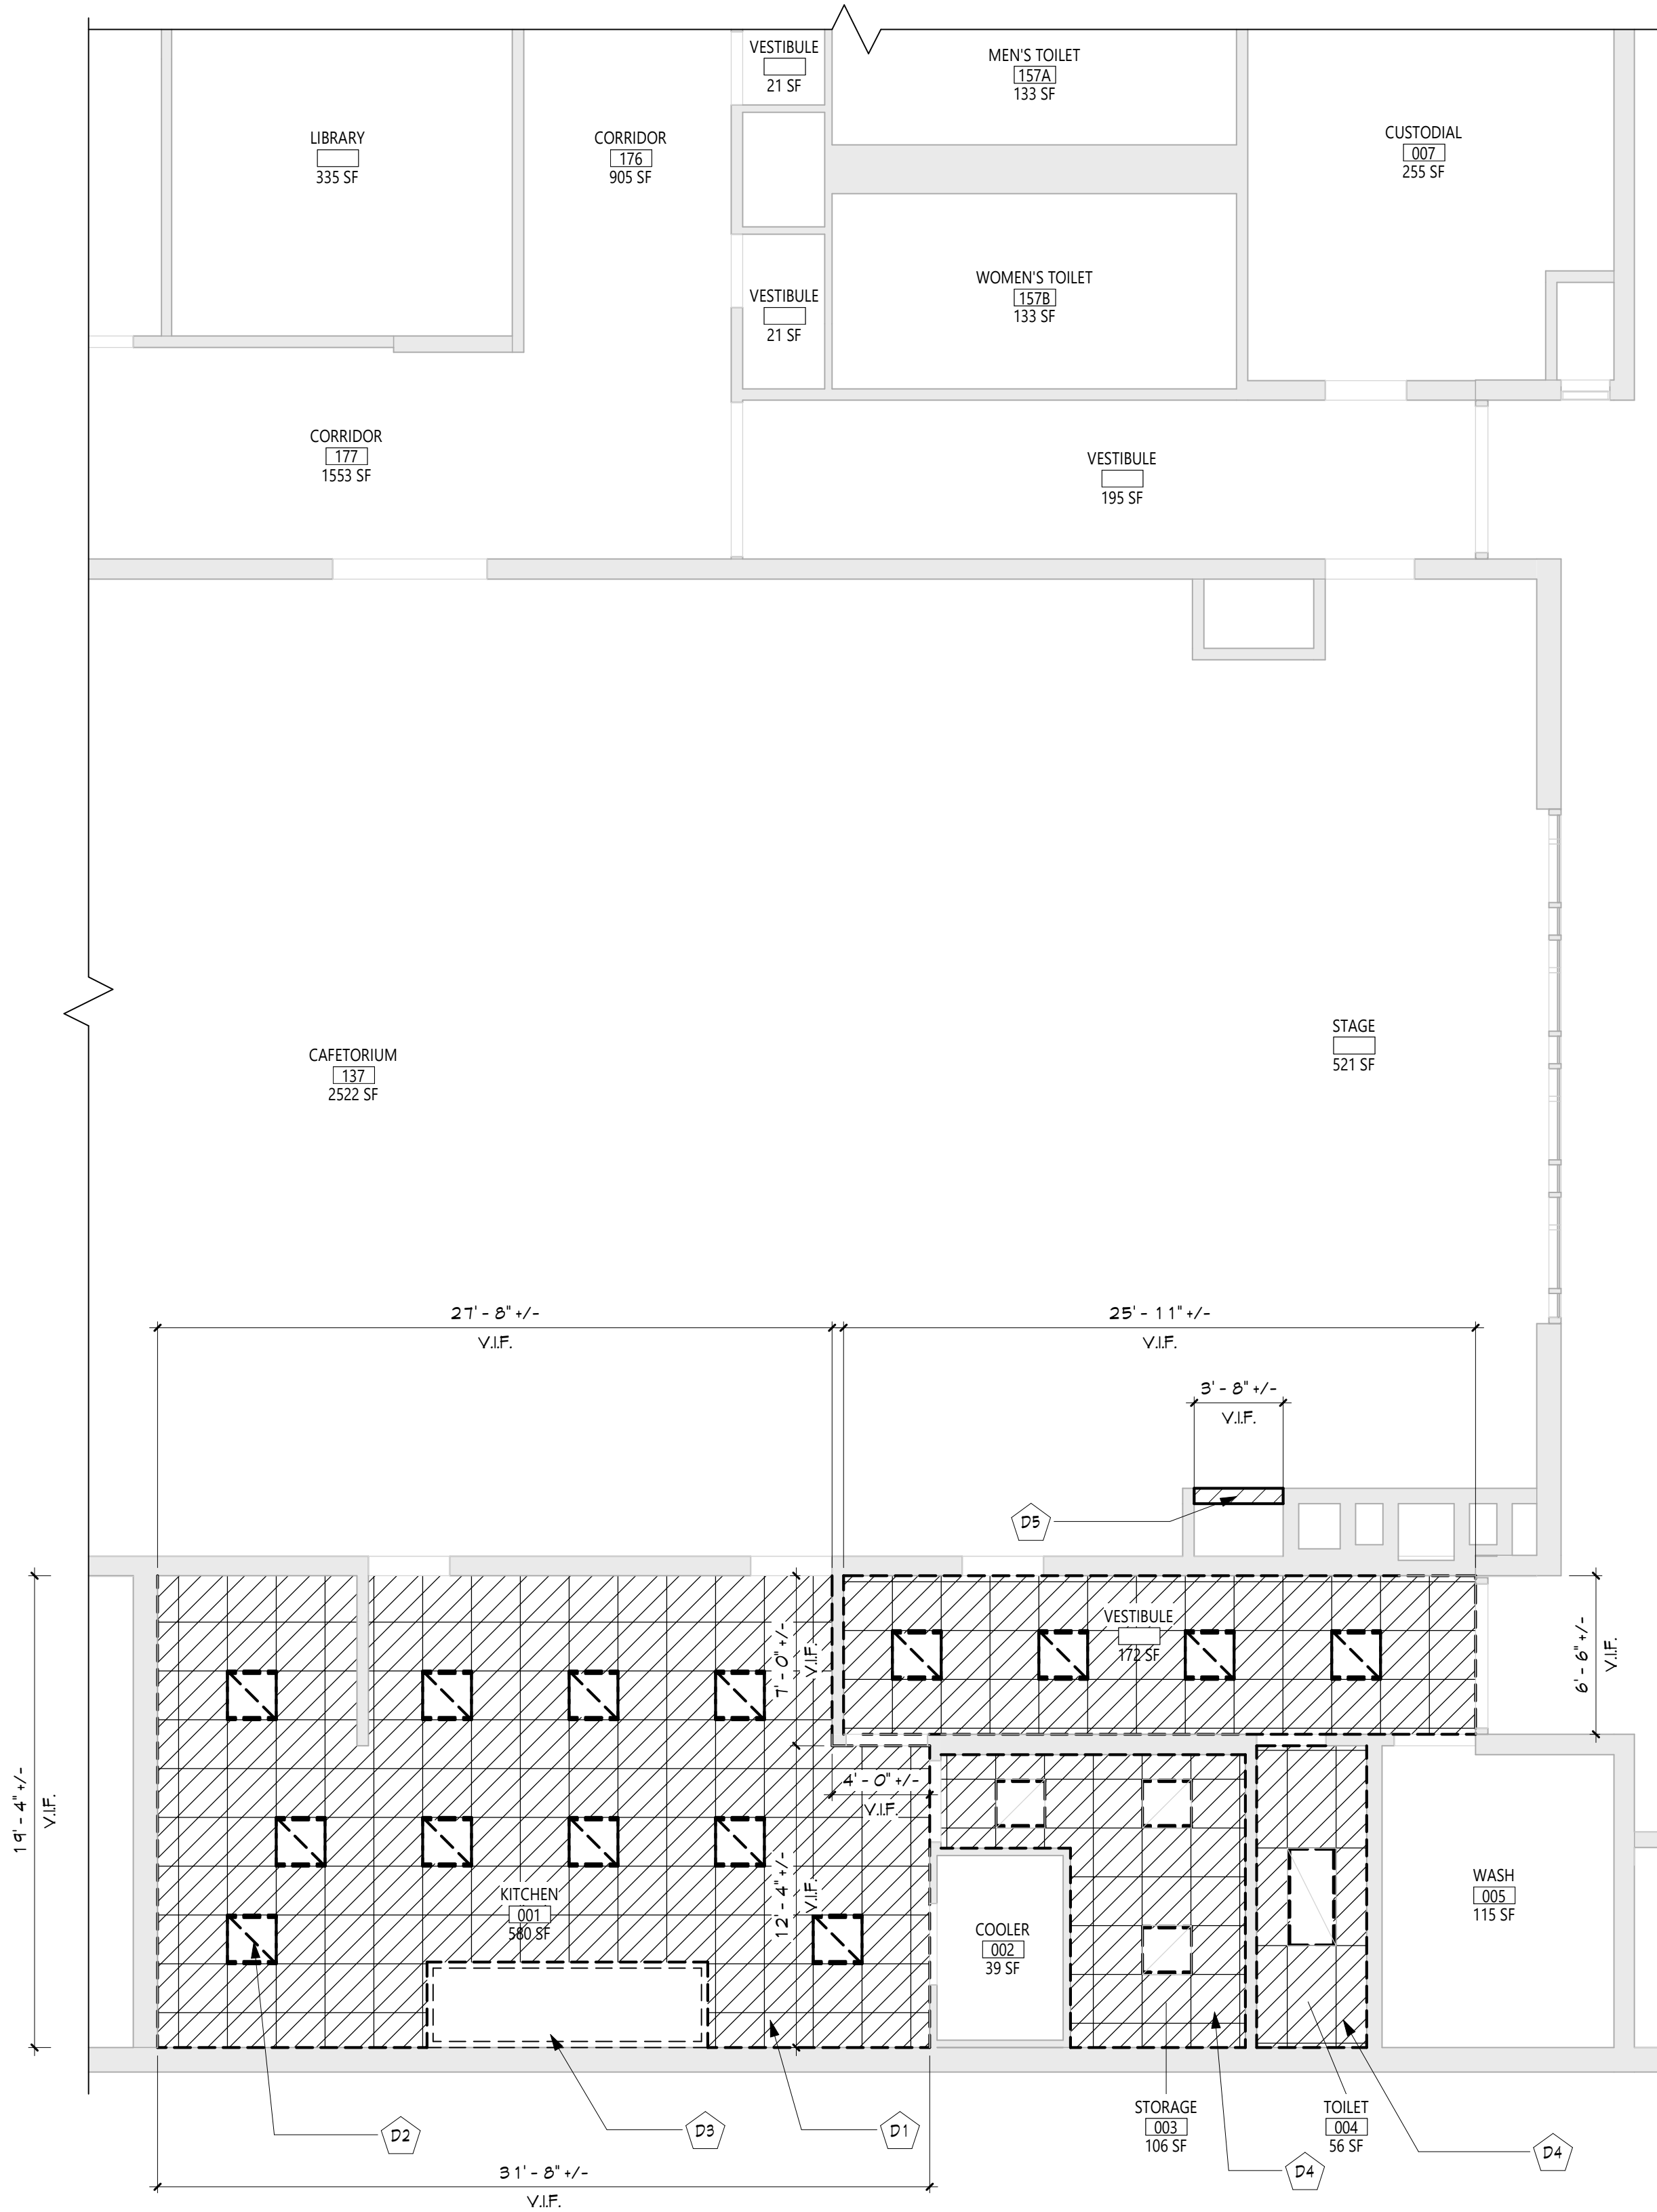 VESTIBULE
21 SF
MEN'S TOILET
157A
133 SF
LIBRARY
335 SF
CORRIDOR
176
905 SF
CUSTODIAL
007
255 SF
VESTIBULE
21 SF
WOMEN'S TOILET
157B
133 SF
CORRIDOR
177
1553 SF
VESTIBULE
195 SF
CAFETORIUM
137
2522 SF
STAGE
521 SF
27' - 8" +/-
V.I.F.
25' - 11" +/-
V.I.F.
3' - 8" +/-
V.I.F.
D5
VESTIBULE
172 SF
7' - 0" +/-
V.I.F.
6' - 6" +/-
V.I.F.
19' - 4" +/-
V.I.F.
4' - 0" +/-
V.I.F.
12' - 4" +/-
V.I.F.
KITCHEN
001
580 SF
COOLER
002
39 SF
WASH
005
115 SF
STORAGE
003
106 SF
TOILET
004
56 SF
D2
D3
D1
D4
D4
31' - 8" +/-
V.I.F.